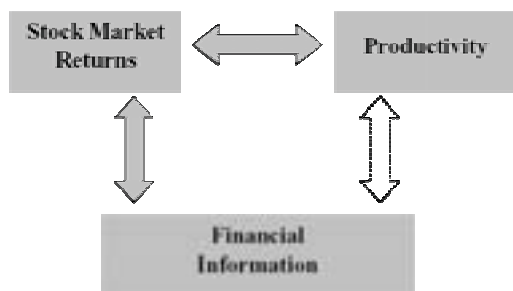 Stock Market
Returns
Productivity
Financial
Information